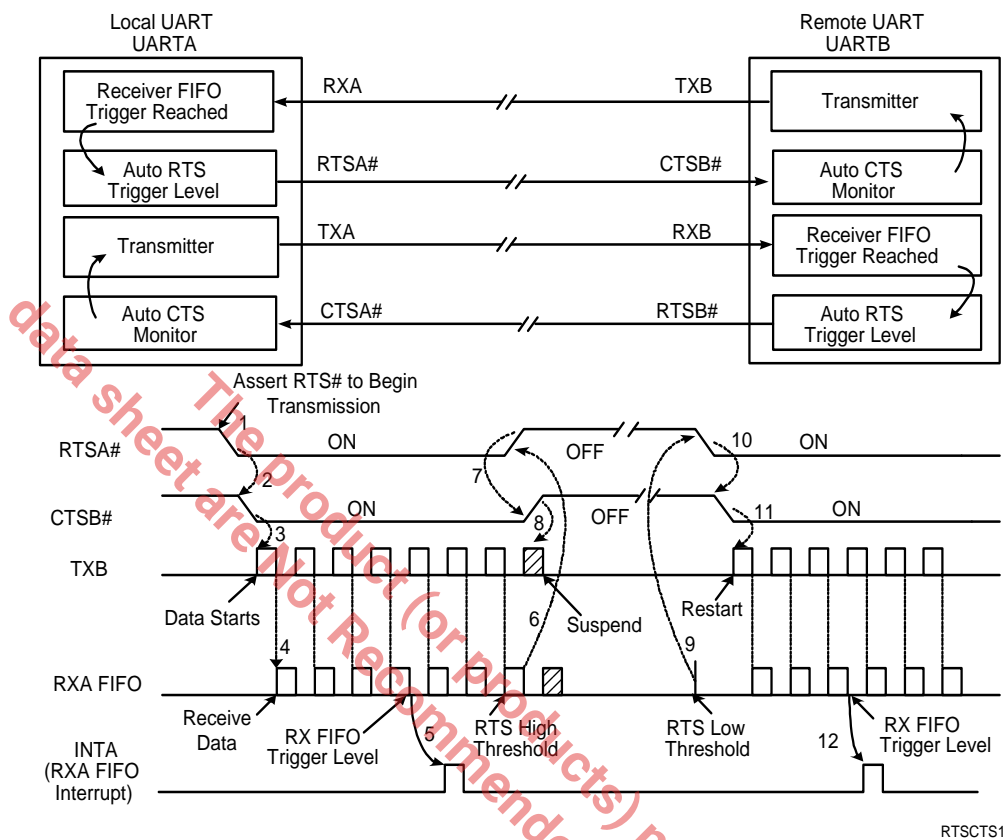 Local UART
UARTA
Remote UART
UARTB
Receiver FIFO
Trigger Reached
RXA
TXB
Transmitter
Auto RTS
Trigger Level
RTSA#
CTSB#
Auto CTS
Monitor
Transmitter
TXA
RXB
Receiver FIFO
Trigger Reached
Auto CTS
Monitor
CTSA#
RTSB#
Auto RTS
Trigger Level
Assert RTS# to Begin
Transmission
RTSA#
1
ON
7
OFF
10
ON
2
CTSB#
ON
8
OFF
11
ON
3
TXB
Data Starts
6
Suspend
Restart
4
9
RXA FIFO
Receive
Data
RX FIFO
Trigger Level
RTS High
Threshold
RTS Low
Threshold
RX FIFO
Trigger Level
5
12
INTA
(RXA FIFO
Interrupt)
RTSCTS1
The product (or products)
data sheet are Not Recommende